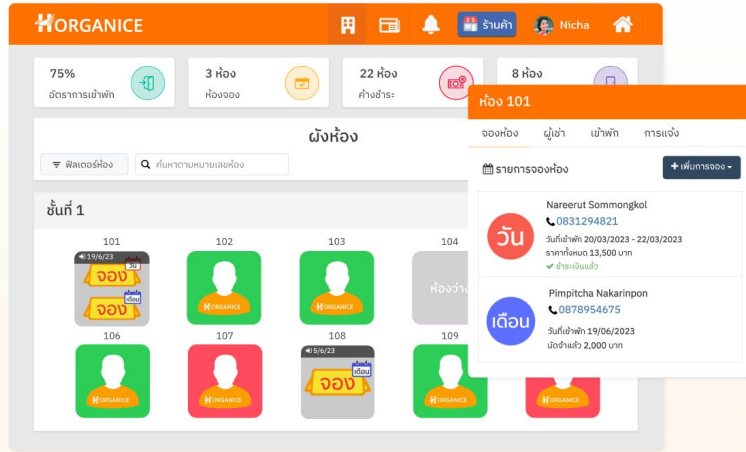 HORGANICE
ร้านค้า
Nicha
75%
อัตราการเข้าพัก
3 ห้อง
ห้องจอง
22 ห้อง
ค้างชำระ
8 ห้อง
ผังห้อง
ฟิลเตอร์ห้อง
ค้นหาตามหมายเลขห้อง
ชั้นที่ 1
101
102
103
104
19/6/23
วัน
จอง
เดือน
จอง
HORGANICE
HORGANICE
ห้องว่าง
106
107
108
109
HORGANICE
HORGANICE
5/6/23
เดือน
จอง
HORGANICE
HORGANICE
ห้อง 101
จองห้อง
ผู้เช่า
เข้าพัก
การแจ้ง
รายการจองห้อง
+ เพิ่มการจอง
วัน
Nareerut Sommongkol
0831294821
วันที่เข้าพัก 20/03/2023 - 22/03/2023
ราคาทั้งหมด 13,500 บาท
ชำระเงินแล้ว
เดือน
Pimpitcha Nakarinpon
0878954675
วันที่เข้าพัก 19/06/2023
มัดจำแล้ว 2,000 บาท